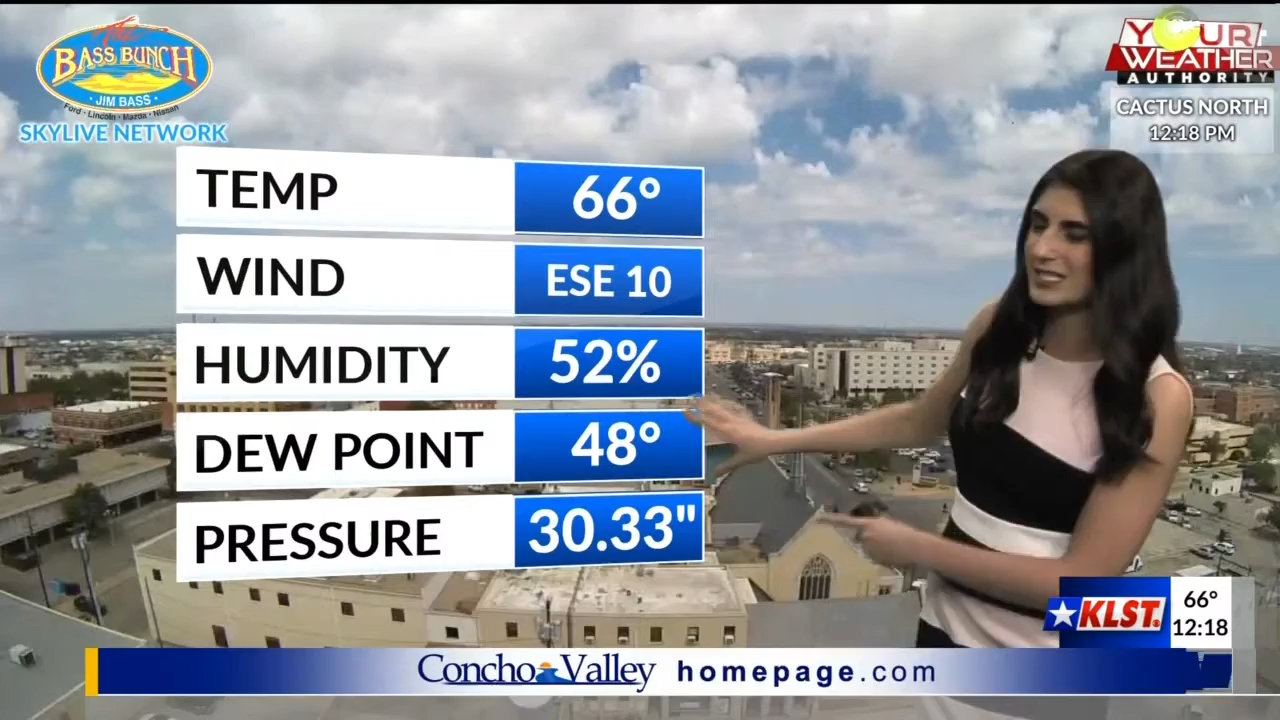 The
BASS BUNCH
JIM BASS
Ford · Lincoln · Mazda · Nissan
SKYLIVE NETWORK
YOUR
WEATHER
AUTHORITY
CACTUS NORTH
12:18 PM
TEMP 66°
WIND ESE 10
HUMIDITY 52%
DEW POINT 48°
PRESSURE 30.33"
KLST 66°
12:18
Concho Valley homepage.com